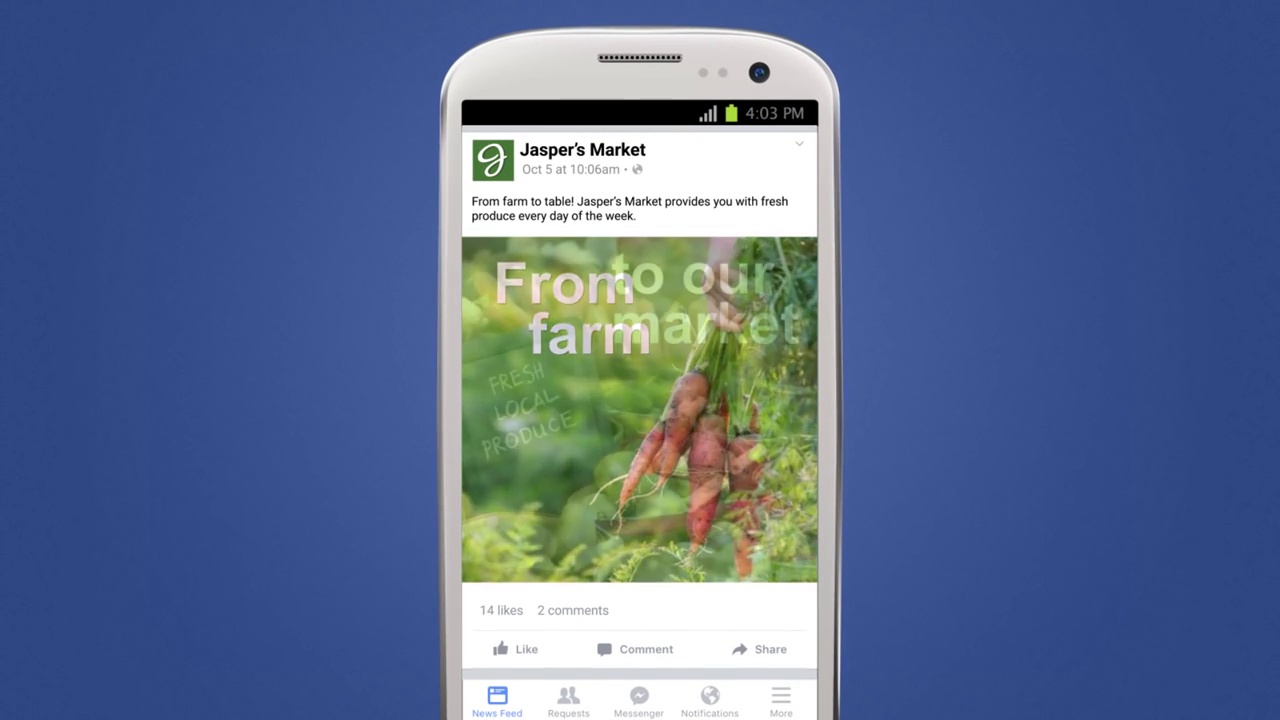 4:03 PM
Jasper's Market
Oct 5 at 10:06am
From farm to table! Jasper's Market provides you with fresh
produce every day of the week.
From
farm
to our
market
FRESH
LOCAL
PRODUCE
14 likes 2 comments
Like Comment Share
News Feed Requests Messenger Notifications More